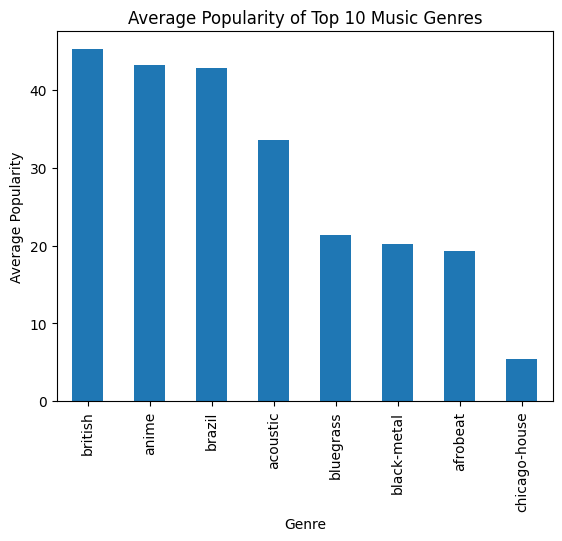 Average Popularity of Top 10 Music Genres
Average Popularity
40
30
20
10
0
british
anime
brazil
acoustic
bluegrass
black-metal
afrobeat
chicago-house
Genre